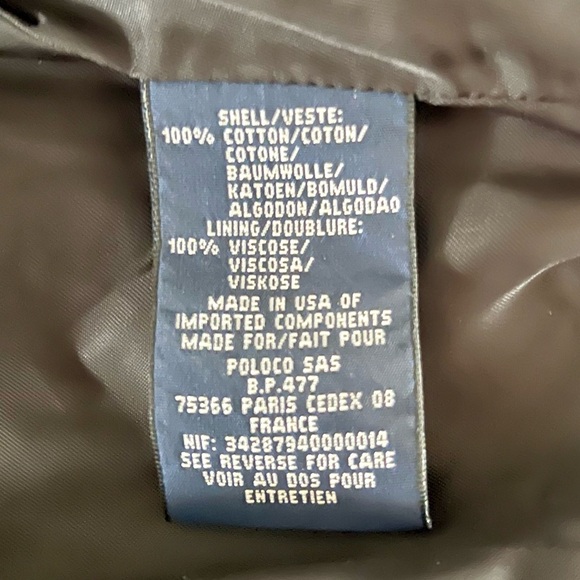 SHELL/VESTE:
100% COTTON/COTON/
COTONE/
BAUMWOLLE/
KATOEN/BOMULD/
ALGODON/ALGODAO
LINING/DOUBLURE:
100% VISCOSE/
VISCOSA/
VISKOSE
MADE IN USA OF
IMPORTED COMPONENTS
MADE FOR/FAIT POUR
POLOCO SAS
B.P.477
75366 PARIS CEDEX 08
FRANCE
NIF: 34287940000014
SEE REVERSE FOR CARE
VOIR AU DOS POUR
ENTRETIEN